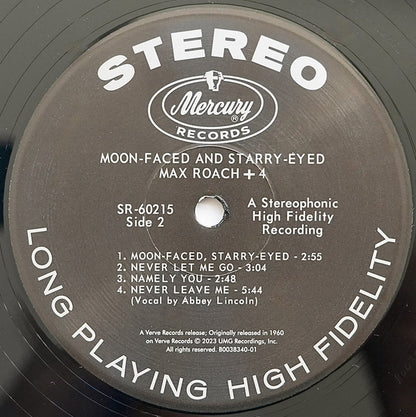 STEREO
Mercury®
RECORDS
MOON-FACED AND STARRY-EYED
MAX ROACH + 4
SR-60215
Side 2
A Stereophonic
High Fidelity
Recording
1. MOON-FACED, STARRY-EYED - 2:55
2. NEVER LET ME GO - 3:04
3. NAMELY YOU - 2:48
4. NEVER LEAVE ME - 5:44
(Vocal by Abbey Lincoln)
A Verve Records release; Originally released in 1960
on Verve Records © 2023 UMG Recordings, Inc.
All rights reserved. B0038340-01
LONG PLAYING HIGH FIDELITY